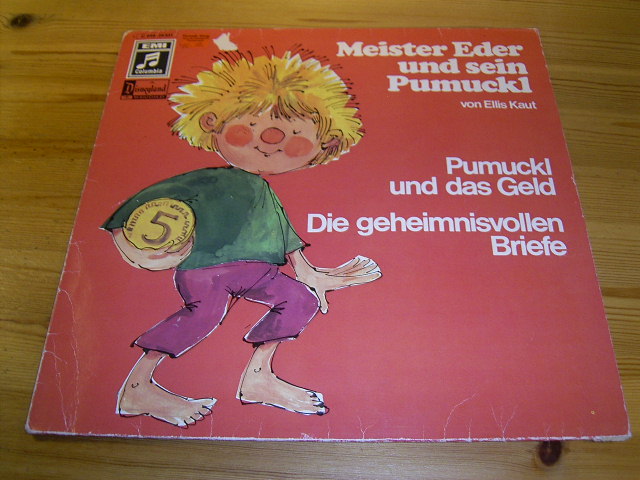 EMI
Columbia
Disneyland
Meister Eder
und sein
Pumuckl
von Ellis Kaut
Pumuckl
und das Geld
Die geheimnisvollen
Briefe
5